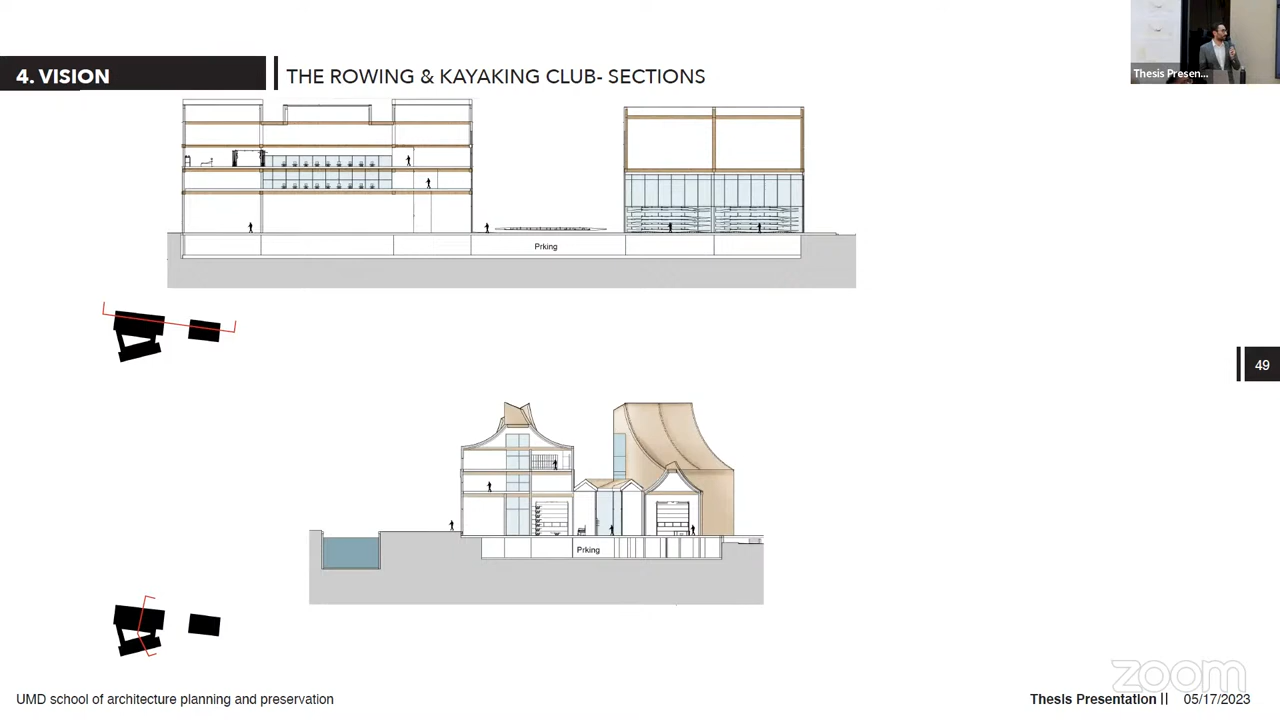 Thesis Presen...
4. VISION
THE ROWING & KAYAKING CLUB- SECTIONS
Prking
49
Prking
zoom
UMD school of architecture planning and preservation
Thesis Presentation ||
05/17/2023